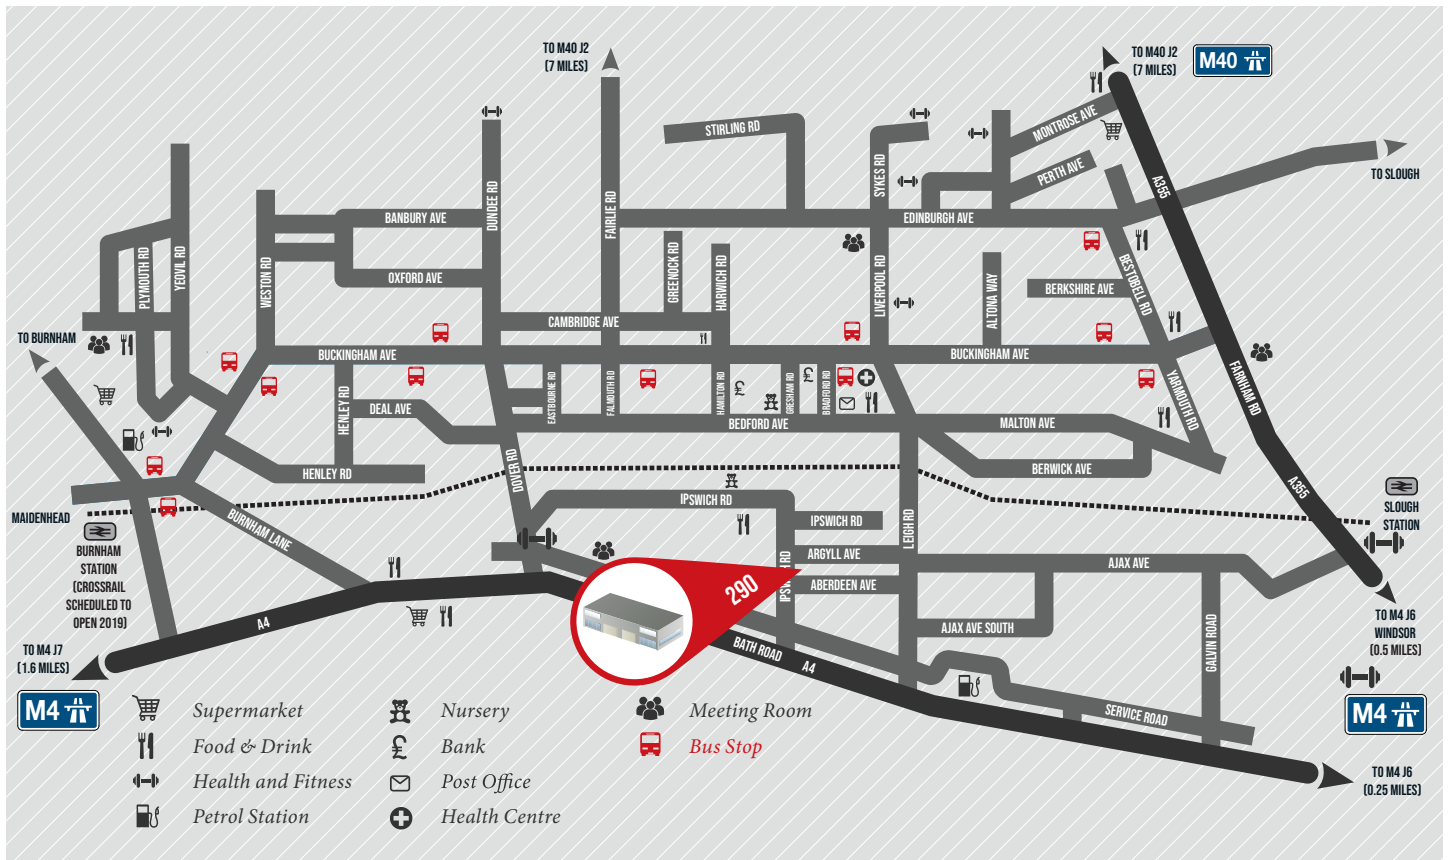 TO M40 J2
(7 MILES)
TO M40 J2
(7 MILES)
M40
STIRLING RD
MONTROSE AVE
PERTH AVE
SYKES RD
A355
TO SLOUGH
DUNDEE RD
FAIRLIE RD
BANBURY AVE
EDINBURGH AVE
PLYMOUTH RD
YEOVIL RD
WESTON RD
OXFORD AVE
GREENOCK RD
HARWICH RD
LIVERPOOL RD
ALTONA WAY
BERKSHIRE AVE
BESTOBELL RD
CAMBRIDGE AVE
TO BURNHAM
BUCKINGHAM AVE
BUCKINGHAM AVE
HENLEY RD
DEAL AVE
EASTBOURNE RD
FALMOUTH RD
HAMILTON RD
GRESHAM RD
BRADFORD RD
YARMOUTH RD
FARNHAM RD
BEDFORD AVE
MALTON AVE
HENLEY RD
DOVER RD
BERWICK AVE
A355
MAIDENHEAD
BURNHAM LANE
IPSWICH RD
IPSWICH RD
LEIGH RD
SLOUGH
STATION
BURNHAM
STATION
(CROSSRAIL
SCHEDULED TO
OPEN 2019)
ARGYLL AVE
AJAX AVE
ABERDEEN AVE
290
A4
AJAX AVE SOUTH
GALVIN ROAD
TO M4 J6
WINDSOR
(0.5 MILES)
TO M4 J7
(1.6 MILES)
M4
BATH ROAD
A4
SERVICE ROAD
M4
TO M4 J6
(0.25 MILES)
Supermarket
Food & Drink
Health and Fitness
Petrol Station
Nursery
Bank
Post Office
Health Centre
Meeting Room
Bus Stop